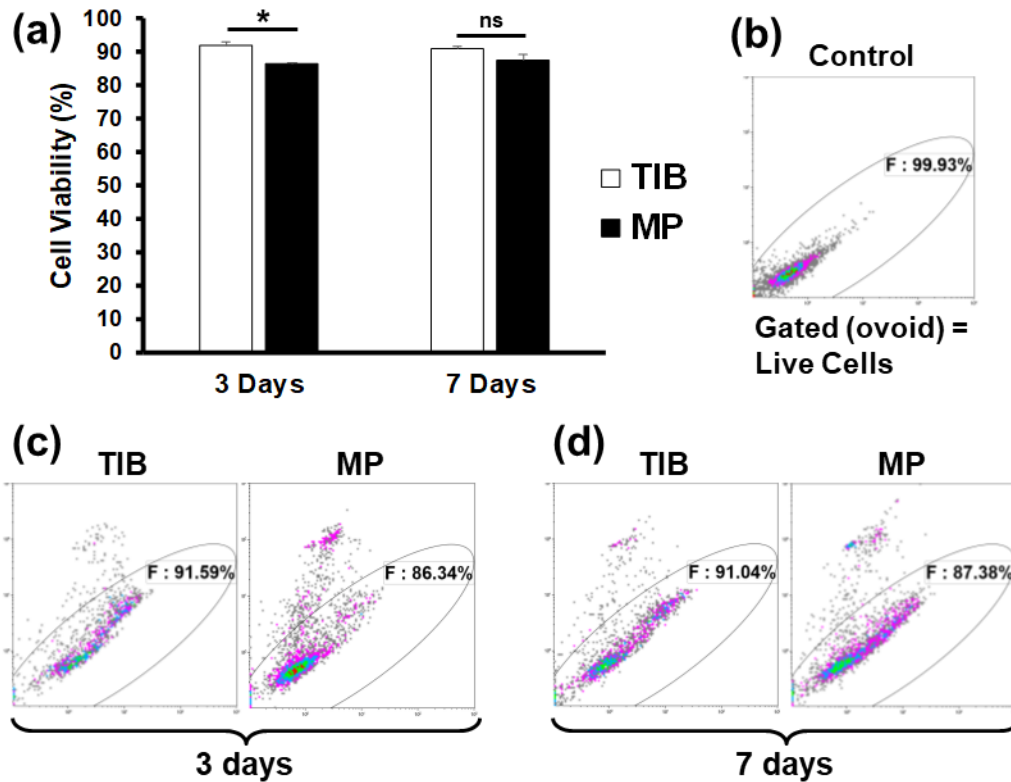 (a)
100
90
80
70
60
50
40
30
20
10
0
Cell Viability (%)
*
ns
3 Days
7 Days
TIB
MP
(b)
Control
F : 99.93%
Gated (ovoid) =
Live Cells
(c)
TIB
MP
F : 91.59%
F : 86.34%
3 days
(d)
TIB
MP
F : 91.04%
F : 87.38%
7 days